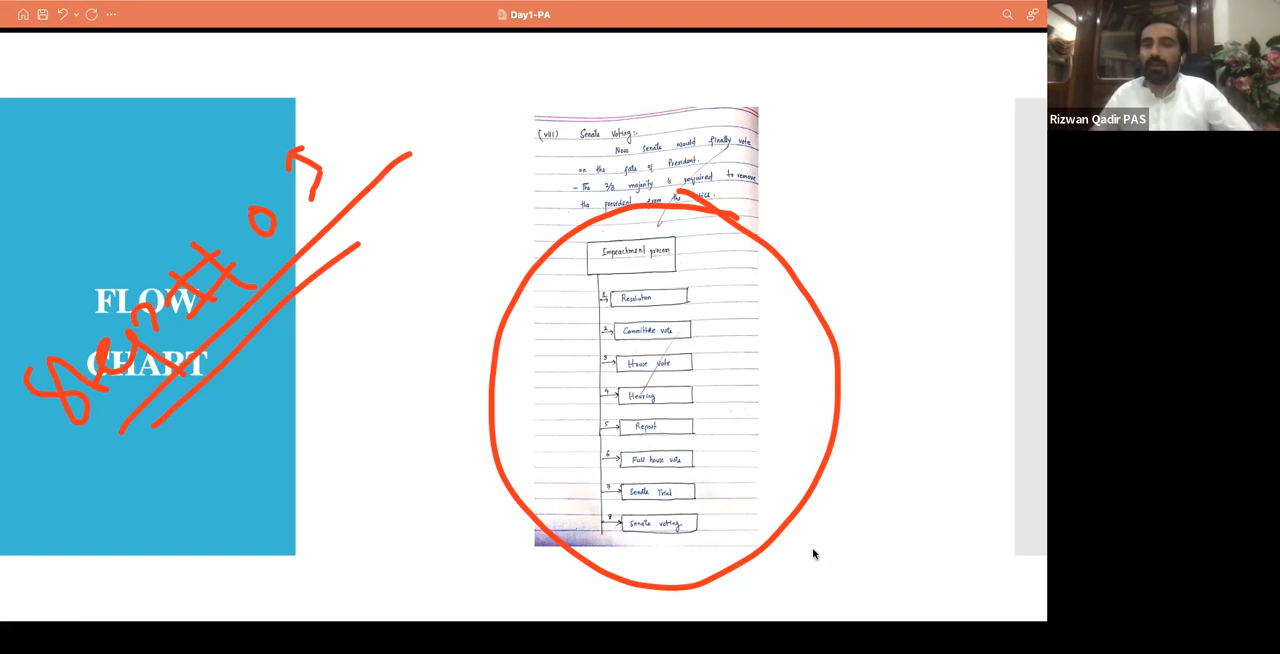 Day1-PA
Rizwan Qadir PAS
FLOW
CHART
(viii) Senate Voting:-
Now Senate would finally vote
on the fate of President.
- The 2/3 majority is required to remove
the president from the
Impeachment process
1 Resolution
2 Committee vote
3 House vote
4 Hearing
5 Report
6 Full house vote
7 Senate Trial
8 Senate voting